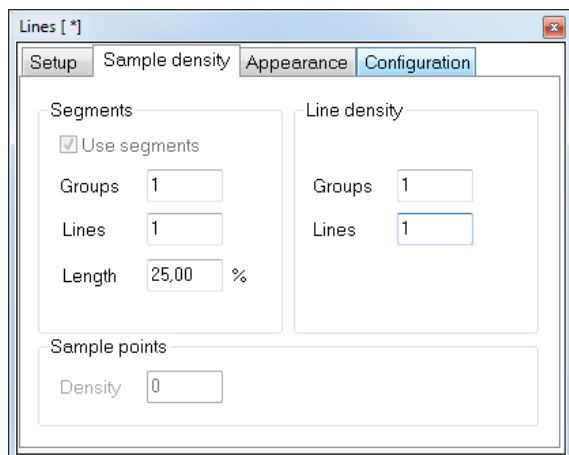 Lines [ *]
Setup Sample density Appearance Configuration
Segments
Use segments
Groups 1
Lines 1
Length 25,00 %
Line density
Groups 1
Lines 1
Sample points
Density 0